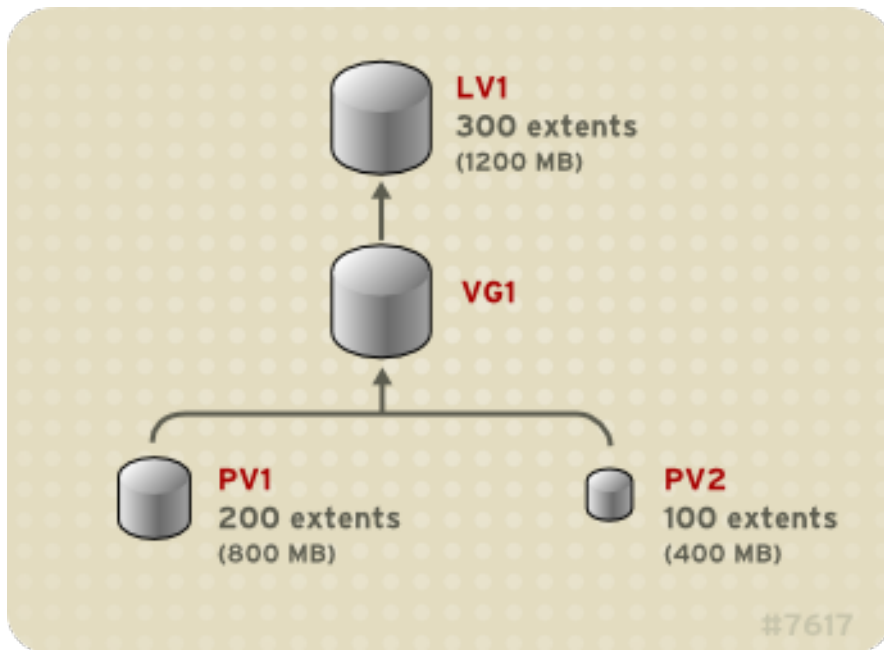 LV1
300 extents
(1200 MB)
VG1
PV1
200 extents
(800 MB)
PV2
100 extents
(400 MB)
#7617